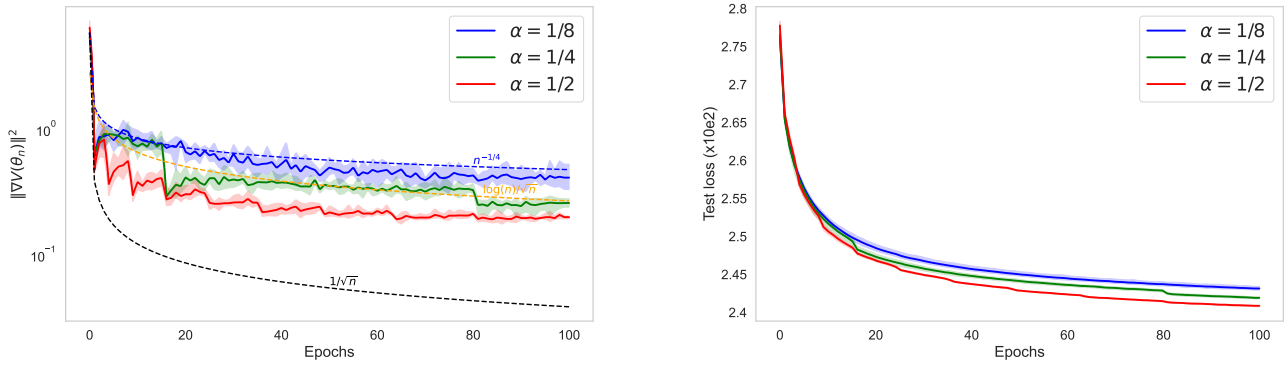 α = 1/8
α = 1/4
α = 1/2
10⁰
10⁻¹
‖∇V(θₙ)‖²
n⁻¹ᐟ⁴
log(n)/√n
1/√n
0 20 40 60 80 100
Epochs
α = 1/8
α = 1/4
α = 1/2
2.8
2.75
2.7
2.65
2.6
2.55
2.5
2.45
2.4
Test loss (x10e2)
0 20 40 60 80 100
Epochs